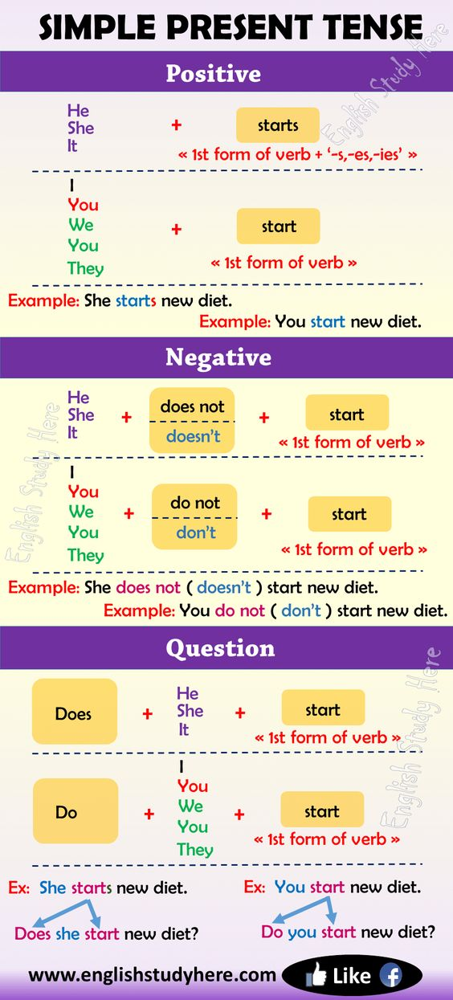 SIMPLE PRESENT TENSE
English Study Here
Positive
He
She
It
+
starts
« 1st form of verb + ‘-s,-es,-ies’ »
I
You
We
You
They
+
start
« 1st form of verb »
Example: She starts new diet.
Example: You start new diet.
Negative
He
She
It
+
does not
doesn’t
+
start
« 1st form of verb »
English Study Here
I
You
We
You
They
+
do not
don’t
+
start
« 1st form of verb »
Example: She does not ( doesn’t ) start new diet.
Example: You do not ( don’t ) start new diet.
Question
Does
+
He
She
It
+
start
« 1st form of verb »
English Study Here
Do
+
I
You
We
You
They
+
start
« 1st form of verb »
Ex: She starts new diet.
Does she start new diet?
Ex: You start new diet.
Do you start new diet?
www.englishstudyhere.com
Like
f